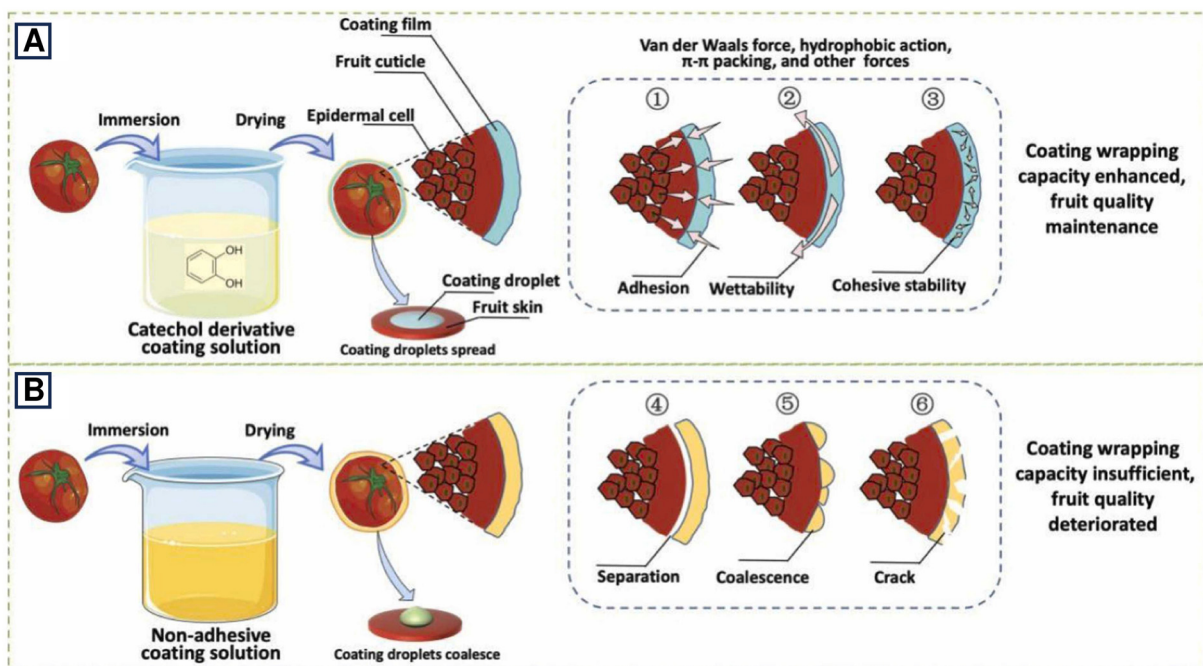 A
Coating film
Fruit cuticle
Epidermal cell
Immersion
Drying
OH
OH
Catechol derivative
coating solution
Coating droplet
Fruit skin
Coating droplets spread
Van der Waals force, hydrophobic action,
π-π packing, and other forces
①
②
③
Adhesion
Wettability
Cohesive stability
Coating wrapping
capacity enhanced,
fruit quality
maintenance
B
Immersion
Drying
Non-adhesive
coating solution
Coating droplets coalesce
④
⑤
⑥
Separation
Coalescence
Crack
Coating wrapping
capacity insufficient,
fruit quality
deteriorated